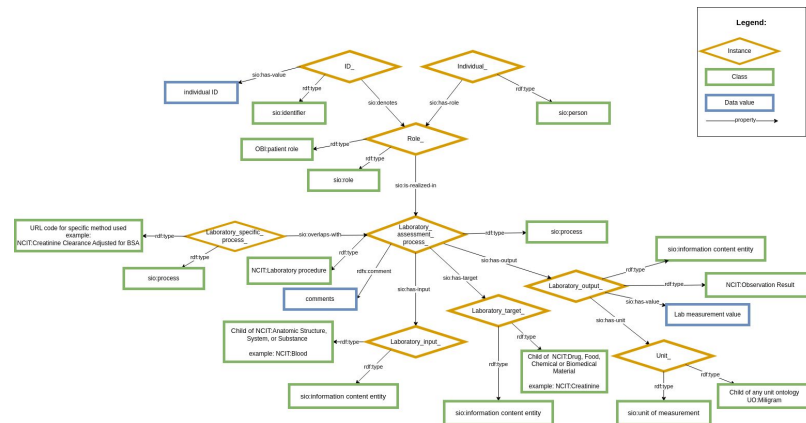 Legend:
Instance
Class
Data value
property
ID_
Individual_
sio:has-value
rdf:type
sio:denotes
sio:has-role
rdf:type
individual ID
sio:identifier
sio:person
Role_
OBI:patient role
rdf:type
rdf:type
sio:role
sio:is-realized-in
URL code for specific method used
example:
NCIT:Creatinine Clearance Adjusted for BSA
rdf:type
Laboratory_specific_
process_
sio:overlaps-with
Laboratory_
assessment_
process_
rdf:type
sio:process
rdf:type
sio:process
rdf:type
NCIT:Laboratory procedure
rdfs:comment
comments
sio:has-input
sio:has-target
sio:has-output
sio:information content entity
rdf:type
Laboratory_output_
rdf:type
NCIT:Observation Result
sio:has-value
Lab measurement value
sio:has-unit
Laboratory_target_
rdf:type
rdf:type
Child of NCIT:Anatomic Structure,
System, or Substance
example: NCIT:Blood
rdf:type
Laboratory_input_
rdf:type
sio:information content entity
Child of NCIT:Drug, Food,
Chemical or Biomedical
Material
example: NCIT:Creatinine
sio:information content entity
Unit_
rdf:type
rdf:type
Child of any unit ontology
UO:Miligram
sio:unit of measurement